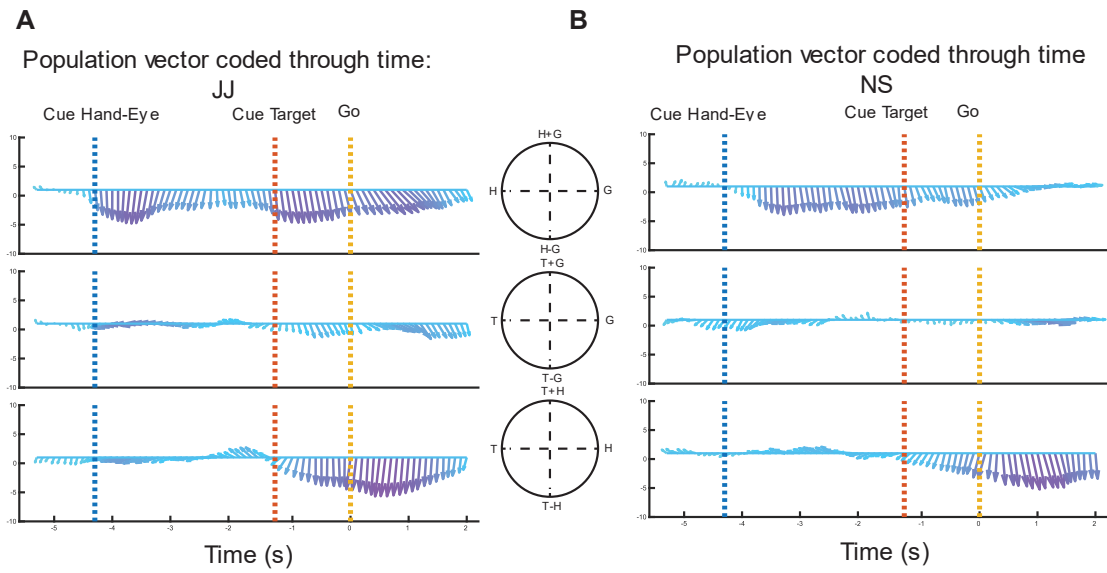 A
Population vector coded through time:
JJ
Cue Hand-Eye
Cue Target
Go
10
5
0
-5
-10
10
5
0
-5
-10
10
5
0
-5
-10
-5
-4
-3
-2
-1
0
1
2
Time (s)
H+G
H
G
H-G
T+G
T
G
T-G
T+H
T
H
T-H
B
Population vector coded through time
NS
Cue Hand-Eye
Cue Target
Go
10
5
0
-5
-10
10
5
0
-5
-10
10
5
0
-5
-10
-5
-4
-3
-2
-1
0
1
2
Time (s)